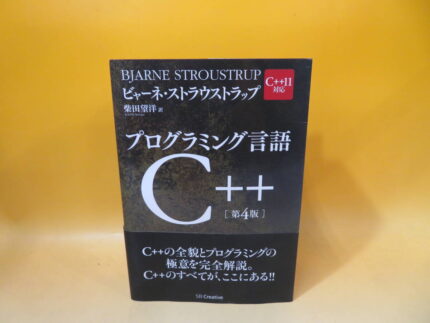 BJARNE STROUSTRUP
ビャーネ・ストラウストラップ
C++11
対応
柴田望洋 訳
プログラミング言語
C++
[第4版]
C++の全貌とプログラミングの
極意を完全解説。
C++のすべてが、ここにある!!
SB Creative